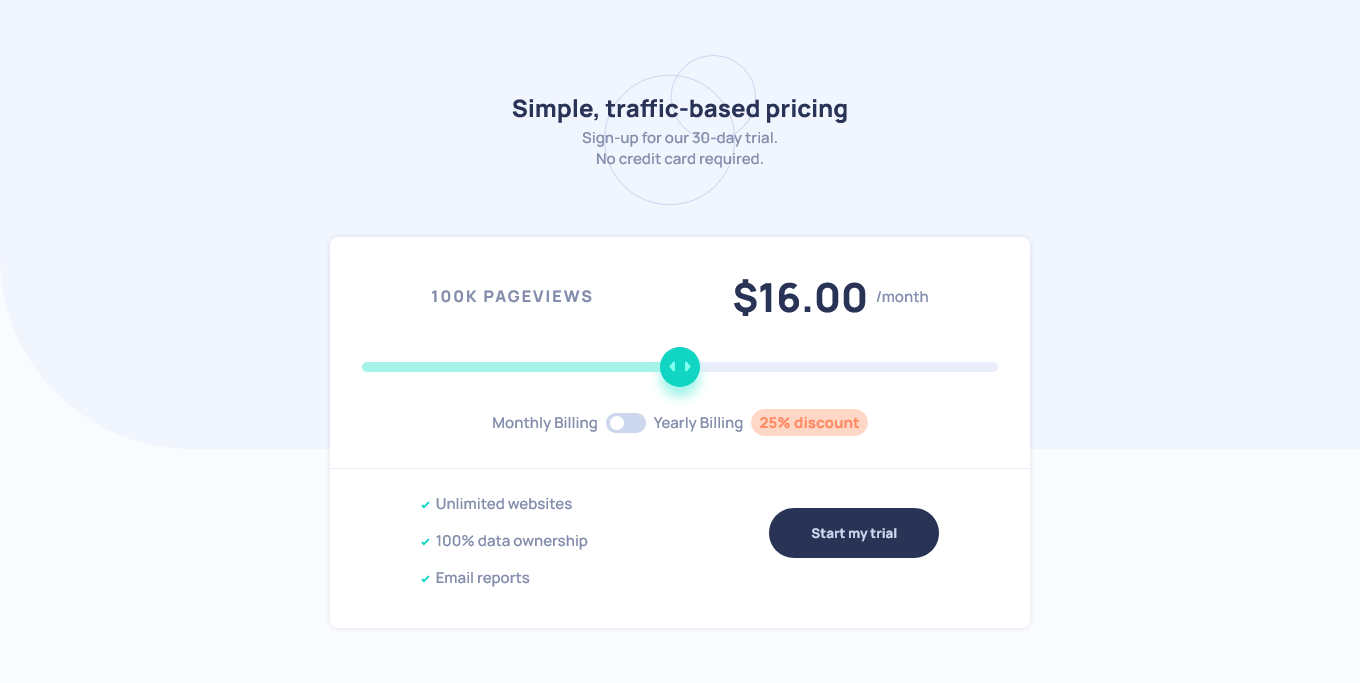 Simple, traffic-based pricing
Sign-up for our 30-day trial.
No credit card required.
100K PAGEVIEWS
$16.00 /month
Monthly Billing Yearly Billing 25% discount
Unlimited websites
100% data ownership
Email reports
Start my trial